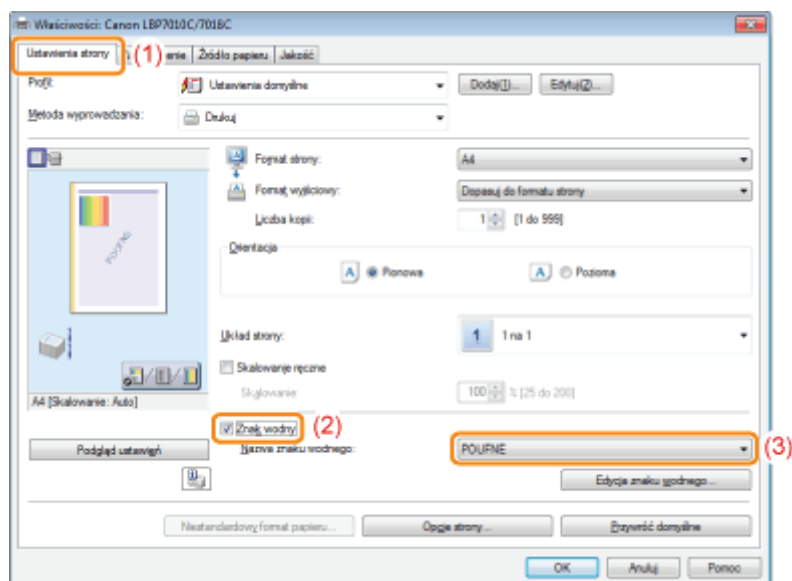 Właściwości: Canon LBP7010C/7018C
Ustawienia strony (1) enie Źródło papieru Jakość
Profil: Ustawienia domyślne Dodaj(1)... Edytuj(2)...
Metoda wyprowadzania: Drukuj
Format strony: A4
Format wyjściowy: Dopasuj do formatu strony
Liczba kopii: 1 [1 do 999]
Orientacja
Pionowa Pozioma
POUFNE
Układ strony: 1 1 na 1
Skalowanie ręczne
Skalowanie: 100 % [25 do 200]
A4 [Skalowanie: Auto]
Znak wodny (2)
Podgląd ustawień Nazwa znaku wodnego: POUFNE (3)
Edycja znaku wodnego...
Niestandardowy format papieru... Opcje strony... Przywróć domyślne
OK Anuluj Pomoc